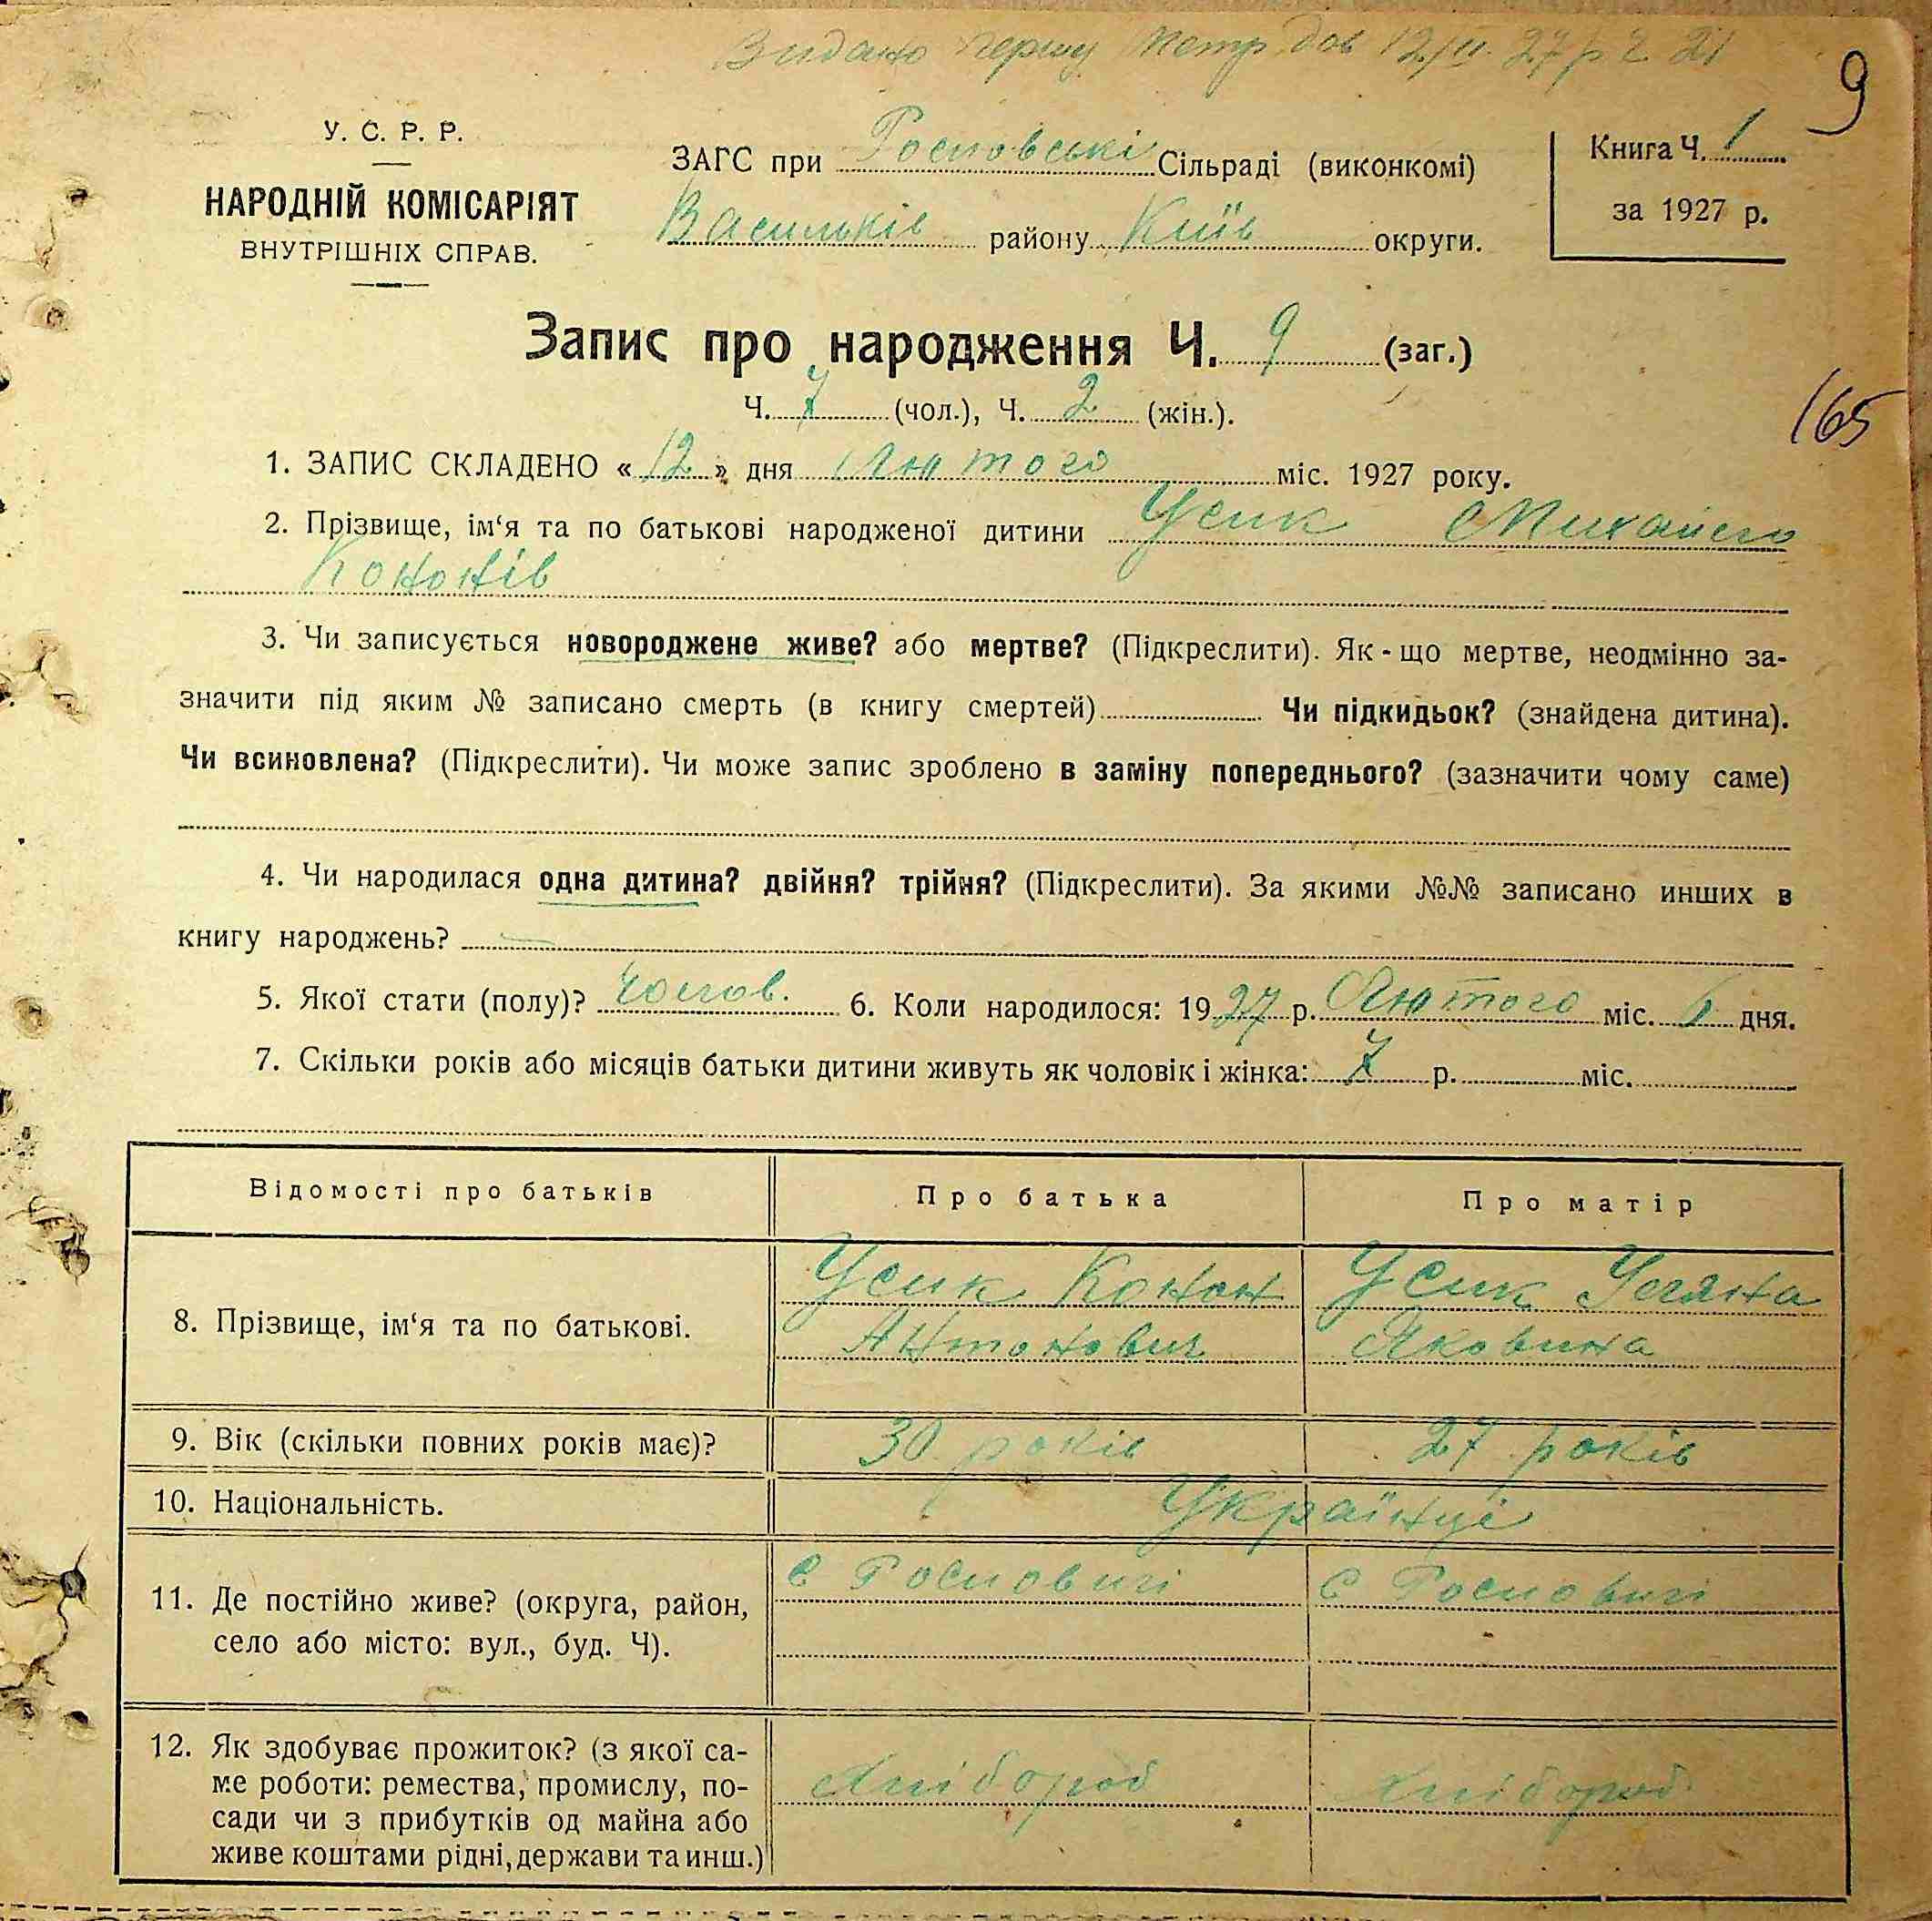 Видано першу метр. дов 12/II 27 р Ч 21
9
У. С. Р. Р.
НАРОДНІЙ КОМІСАРІЯТ
ВНУТРІШНІХ СПРАВ.
ЗАГС при Роснові Сільраді (виконкомі)
Васильків району Київ округи.
Книга Ч. 1
за 1927 р.
Запис про народження Ч. 9 (заг.)
Ч. 7 (чол.), Ч. 2 (жін.).
165
1. ЗАПИС СКЛАДЕНО «12» дня Лютого міс. 1927 року.
2. Прізвище, ім‘я та по батькові народженої дитини Усик Михайло
Кононів
3. Чи записується новороджене живе? або мертве? (Підкреслити). Як-що мертве, неодмінно за-
значити під яким № записано смерть (в книгу смертей) Чи підкидьок? (знайдена дитина).
Чи всиновлена? (Підкреслити). Чи може запис зроблено в заміну попереднього? (зазначити чому саме)
4. Чи народилася одна дитина? двійня? трійня? (Підкреслити). За якими №№ записано инших в
книгу народжень? —
5. Якої стати (полу)? чолов. 6. Коли народилося: 1927 р. Лютого міс. дня.
7. Скільки років або місяців батьки дитини живуть як чоловік і жінка: 7 р. міс.
Відомості про батьків Про батька Про матір
8. Прізвище, ім‘я та по батькові.
Усик Конон
Антонович
Усик Уляна
Яковина
9. Вік (скільки повних років має)? 30 років 27 років
10. Національність. Українці
11. Де постійно живе? (округа, район,
село або місто: вул., буд. Ч).
с Росновичі
с Росновичі
12. Як здобуває прожиток? (з якої са-
ме роботи: ремества, промислу, по-
сади чи з прибутків од майна або
живе коштами рідні, держави та инш.)
хлібороб
хлібороб